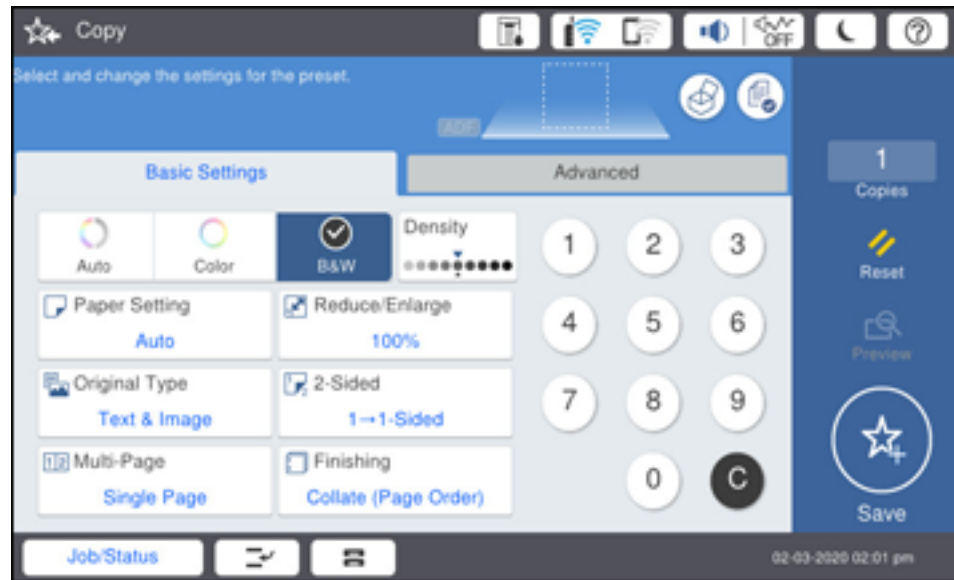 Copy
OFF
Select and change the settings for the preset.
ADF
Basic Settings
Advanced
1
Copies
Auto
Color
B&W
Density
1
2
3
Reset
Paper Setting
Auto
Reduce/Enlarge
100%
4
5
6
Preview
Original Type
Text & Image
2-Sided
1→1-Sided
7
8
9
Multi-Page
Single Page
Finishing
Collate (Page Order)
0
C
Save
Job/Status
02-03-2020 02:01 pm